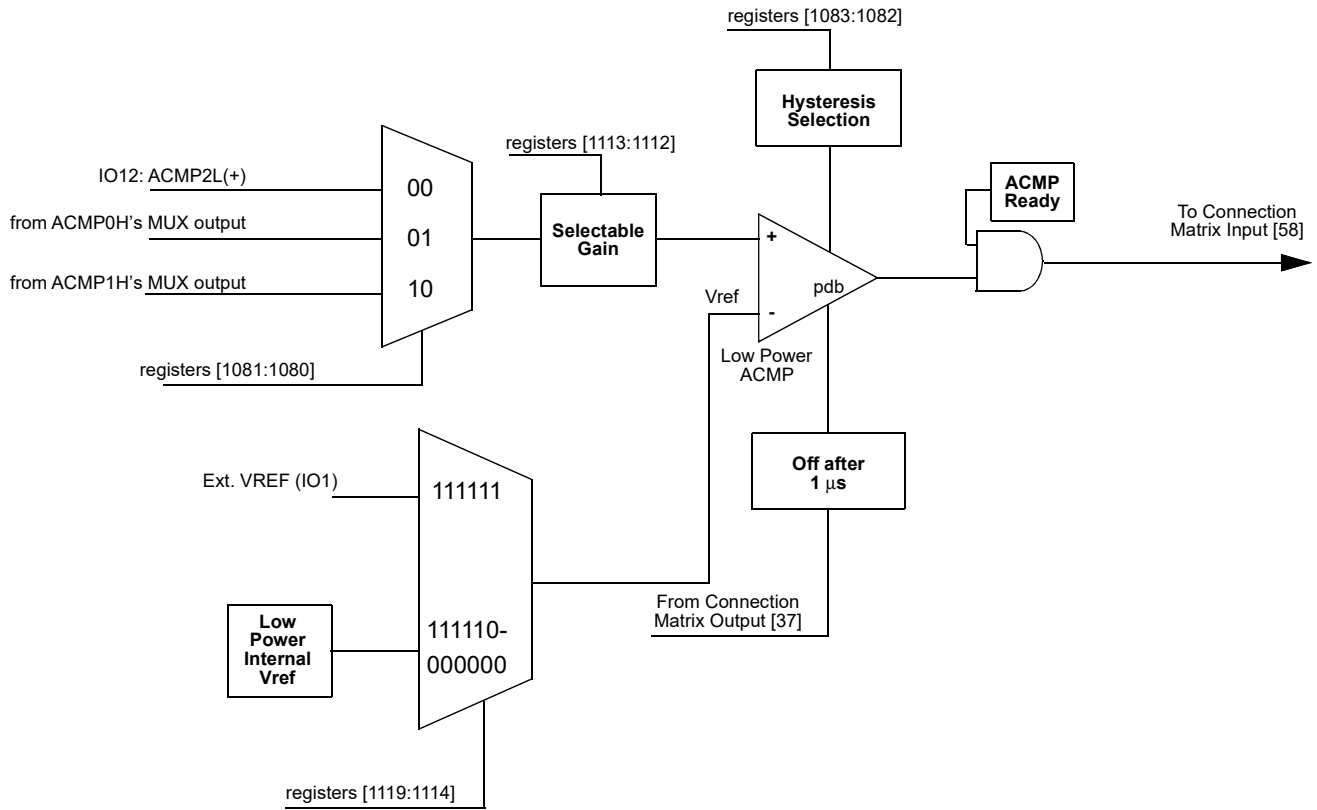 registers [1083:1082]
Hysteresis
Selection
registers [1113:1112]
IO12: ACMP2L(+)
00
from ACMP0H's MUX output
01
from ACMP1H's MUX output
10
registers [1081:1080]
Selectable
Gain
+
Vref
-
pdb
Low Power
ACMP
ACMP
Ready
To Connection
Matrix Input [58]
Off after
1 μs
From Connection
Matrix Output [37]
Ext. VREF (IO1)
111111
Low
Power
Internal
Vref
111110-
000000
registers [1119:1114]